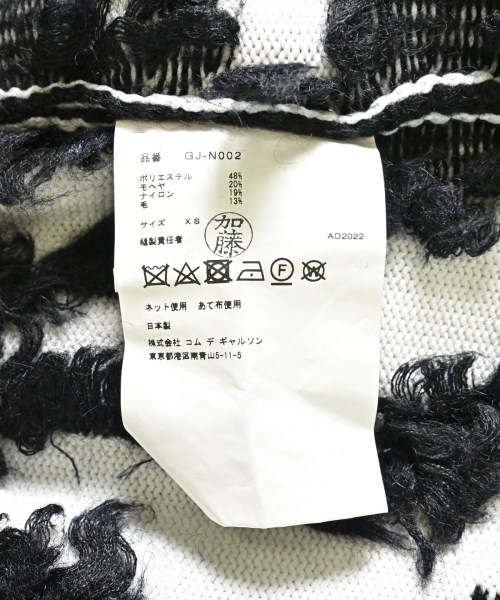 品番 GJ-N002
ポリエステル 48%
毛ヘヤ 20%
ナイロン 19%
毛 13%
サイズ XS
縫製責任者 加藤 AD2022
F W
ネット使用 あて布使用
日本製
株式会社 コム デ ギャルソン
東京都港区南青山5-11-5